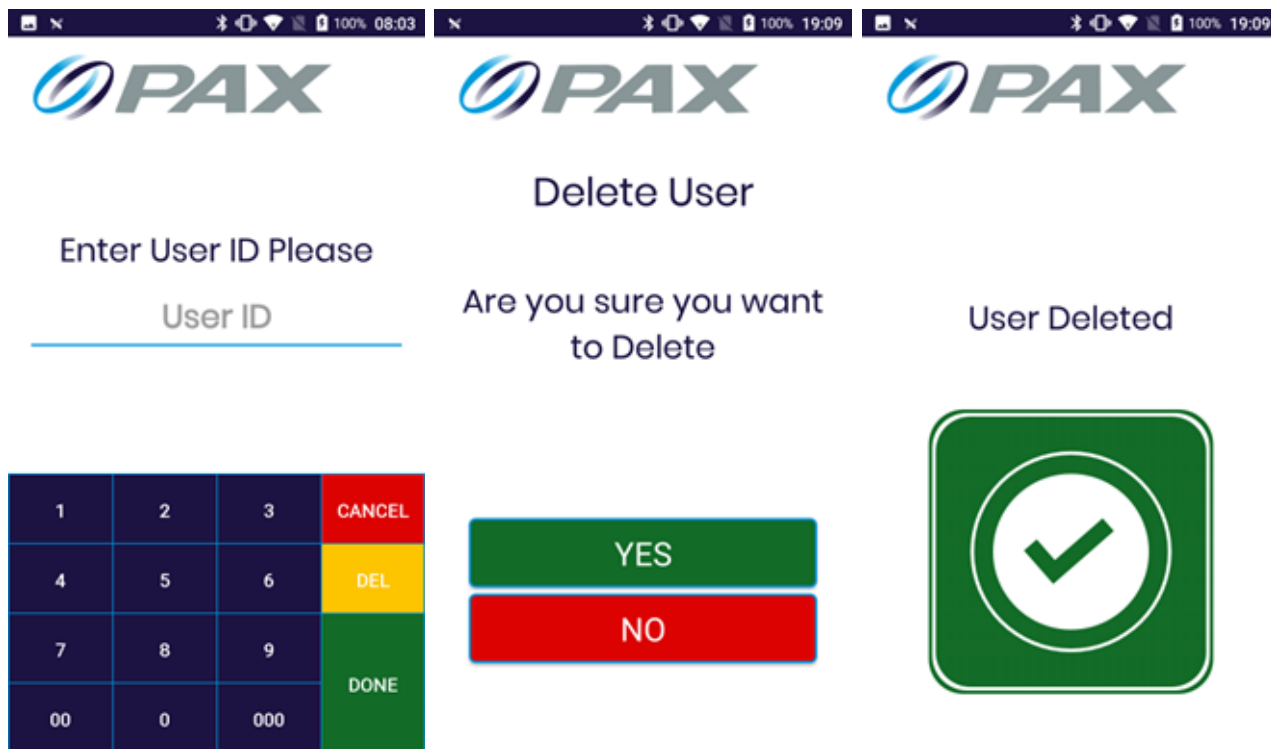 100% 08:03
PAX
Enter User ID Please
User ID
1 2 3 CANCEL
4 5 6 DEL
7 8 9
DONE
00 0 000
100% 19:09
PAX
Delete User
Are you sure you want
to Delete
YES
NO
100% 19:09
PAX
User Deleted